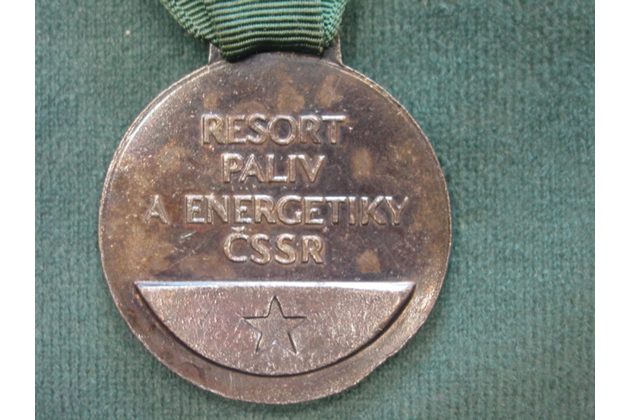 RESORT
PALIV
A ENERGETIKY
ČSSR